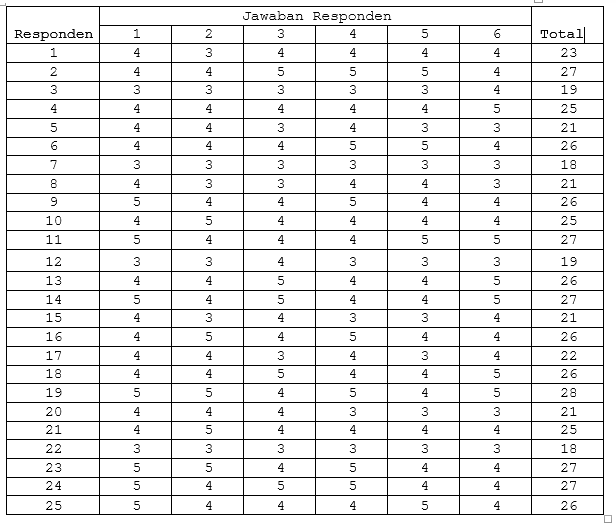 Jawaban Responden
Responden 1 2 3 4 5 6 Total
1 4 3 4 4 4 4 23
2 4 4 5 5 5 4 27
3 3 3 3 3 3 4 19
4 4 4 4 4 4 5 25
5 4 4 3 4 3 3 21
6 4 4 4 5 5 4 26
7 3 3 3 3 3 3 18
8 4 3 3 4 4 3 21
9 5 4 4 5 4 4 26
10 4 5 4 4 4 4 25
11 5 4 4 4 5 5 27
12 3 3 4 3 3 3 19
13 4 4 5 4 4 5 26
14 5 4 5 4 4 5 27
15 4 3 4 3 3 4 21
16 4 5 4 5 4 4 26
17 4 4 3 4 3 4 22
18 4 4 5 4 4 5 26
19 5 5 4 5 4 5 28
20 4 4 4 3 3 3 21
21 4 5 4 4 4 4 25
22 3 3 3 3 3 3 18
23 5 5 4 5 4 4 27
24 5 4 5 5 4 4 27
25 5 4 4 4 5 4 26